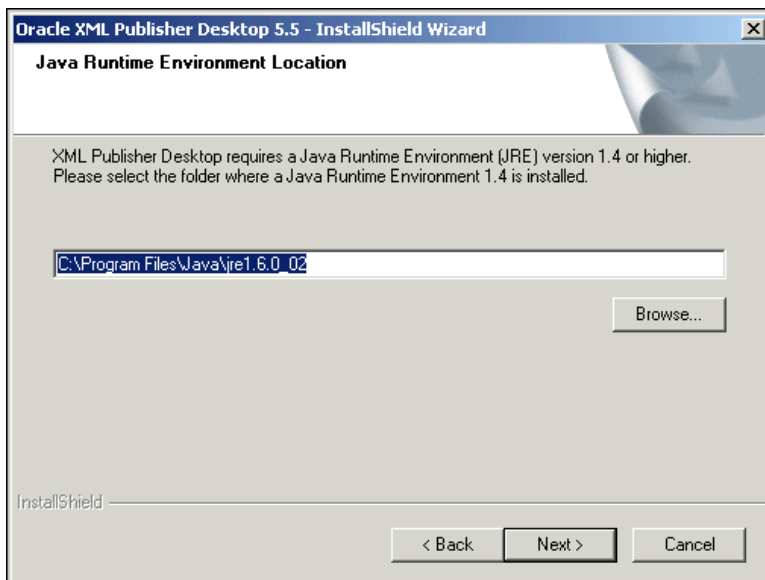 Oracle XML Publisher Desktop 5.5 - InstallShield Wizard
Java Runtime Environment Location
XML Publisher Desktop requires a Java Runtime Environment (JRE) version 1.4 or higher.
Please select the folder where a Java Runtime Environment 1.4 is installed.
C:\Program Files\Java\jre1.6.0_02
Browse...
InstallShield
< Back
Next >
Cancel